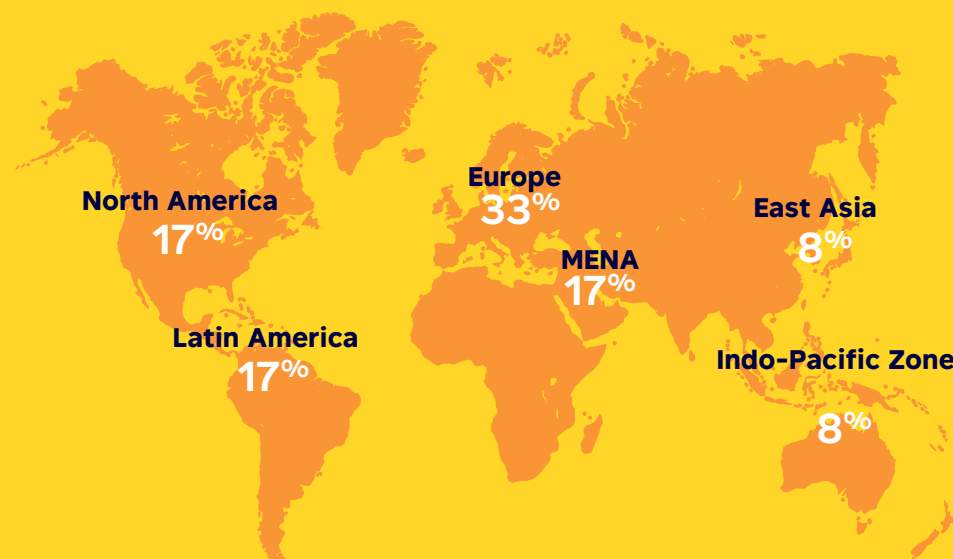 North America
17%
Europe
33%
East Asia
8%
MENA
17%
Latin America
17%
Indo-Pacific Zone
8%